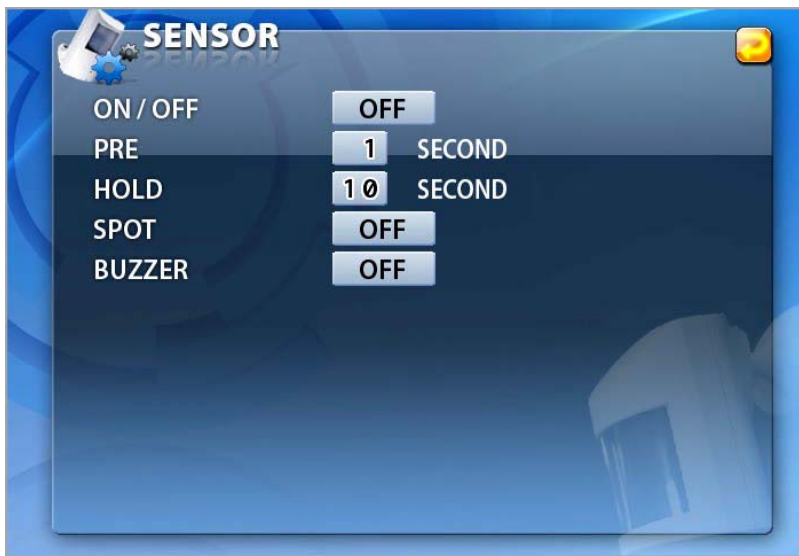 SENSOR
ON / OFF OFF
PRE 1 SECOND
HOLD 10 SECOND
SPOT OFF
BUZZER OFF